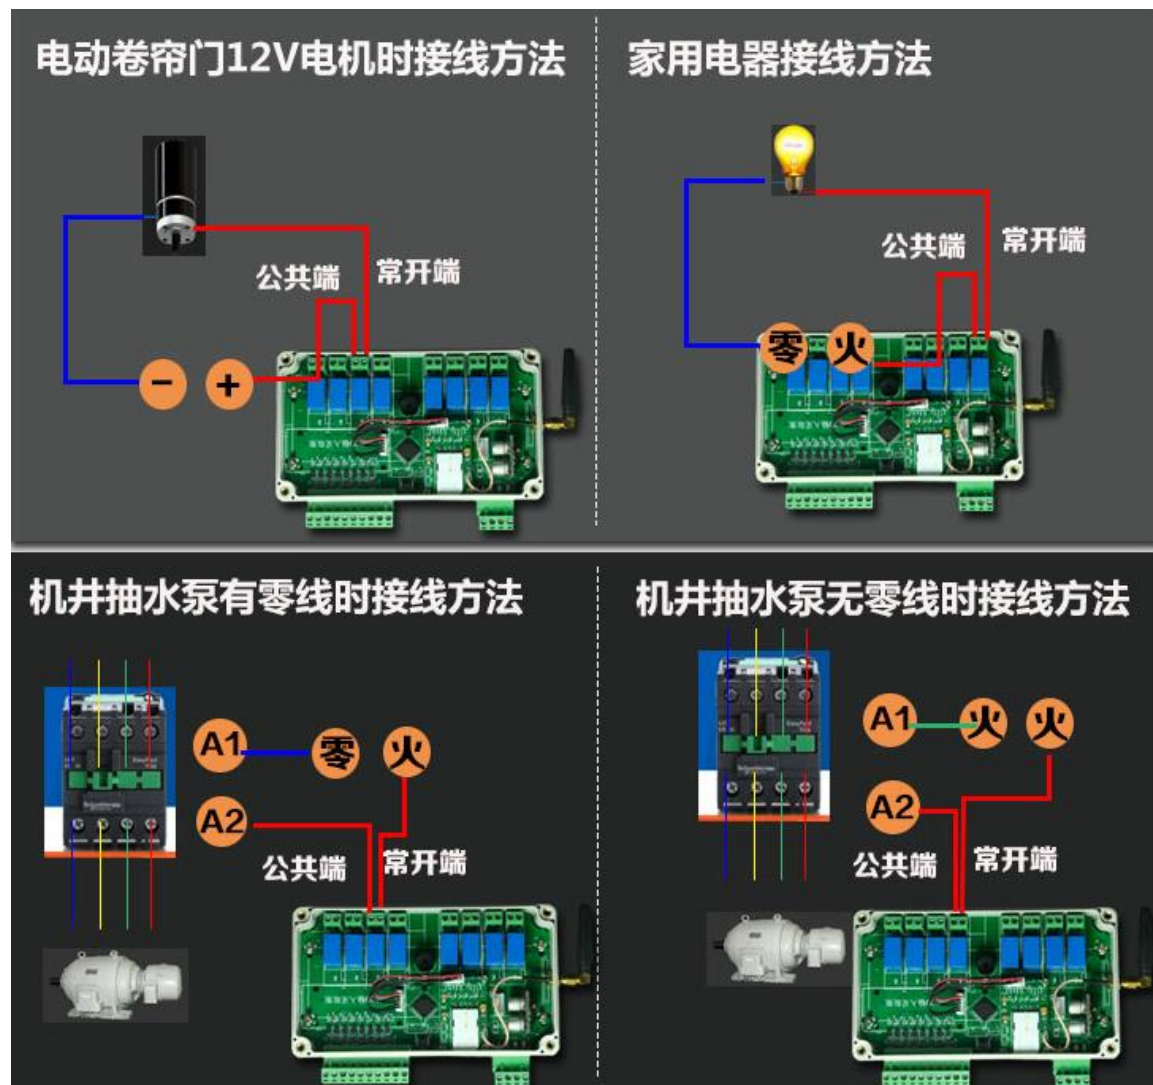 电动卷帘门12V电机时接线方法
公共端
常开端
-
+
家用电器接线方法
公共端
常开端
零
火
机井抽水泵有零线时接线方法
A1
零
火
A2
公共端
常开端
机井抽水泵无零线时接线方法
A1
火
火
A2
公共端
常开端